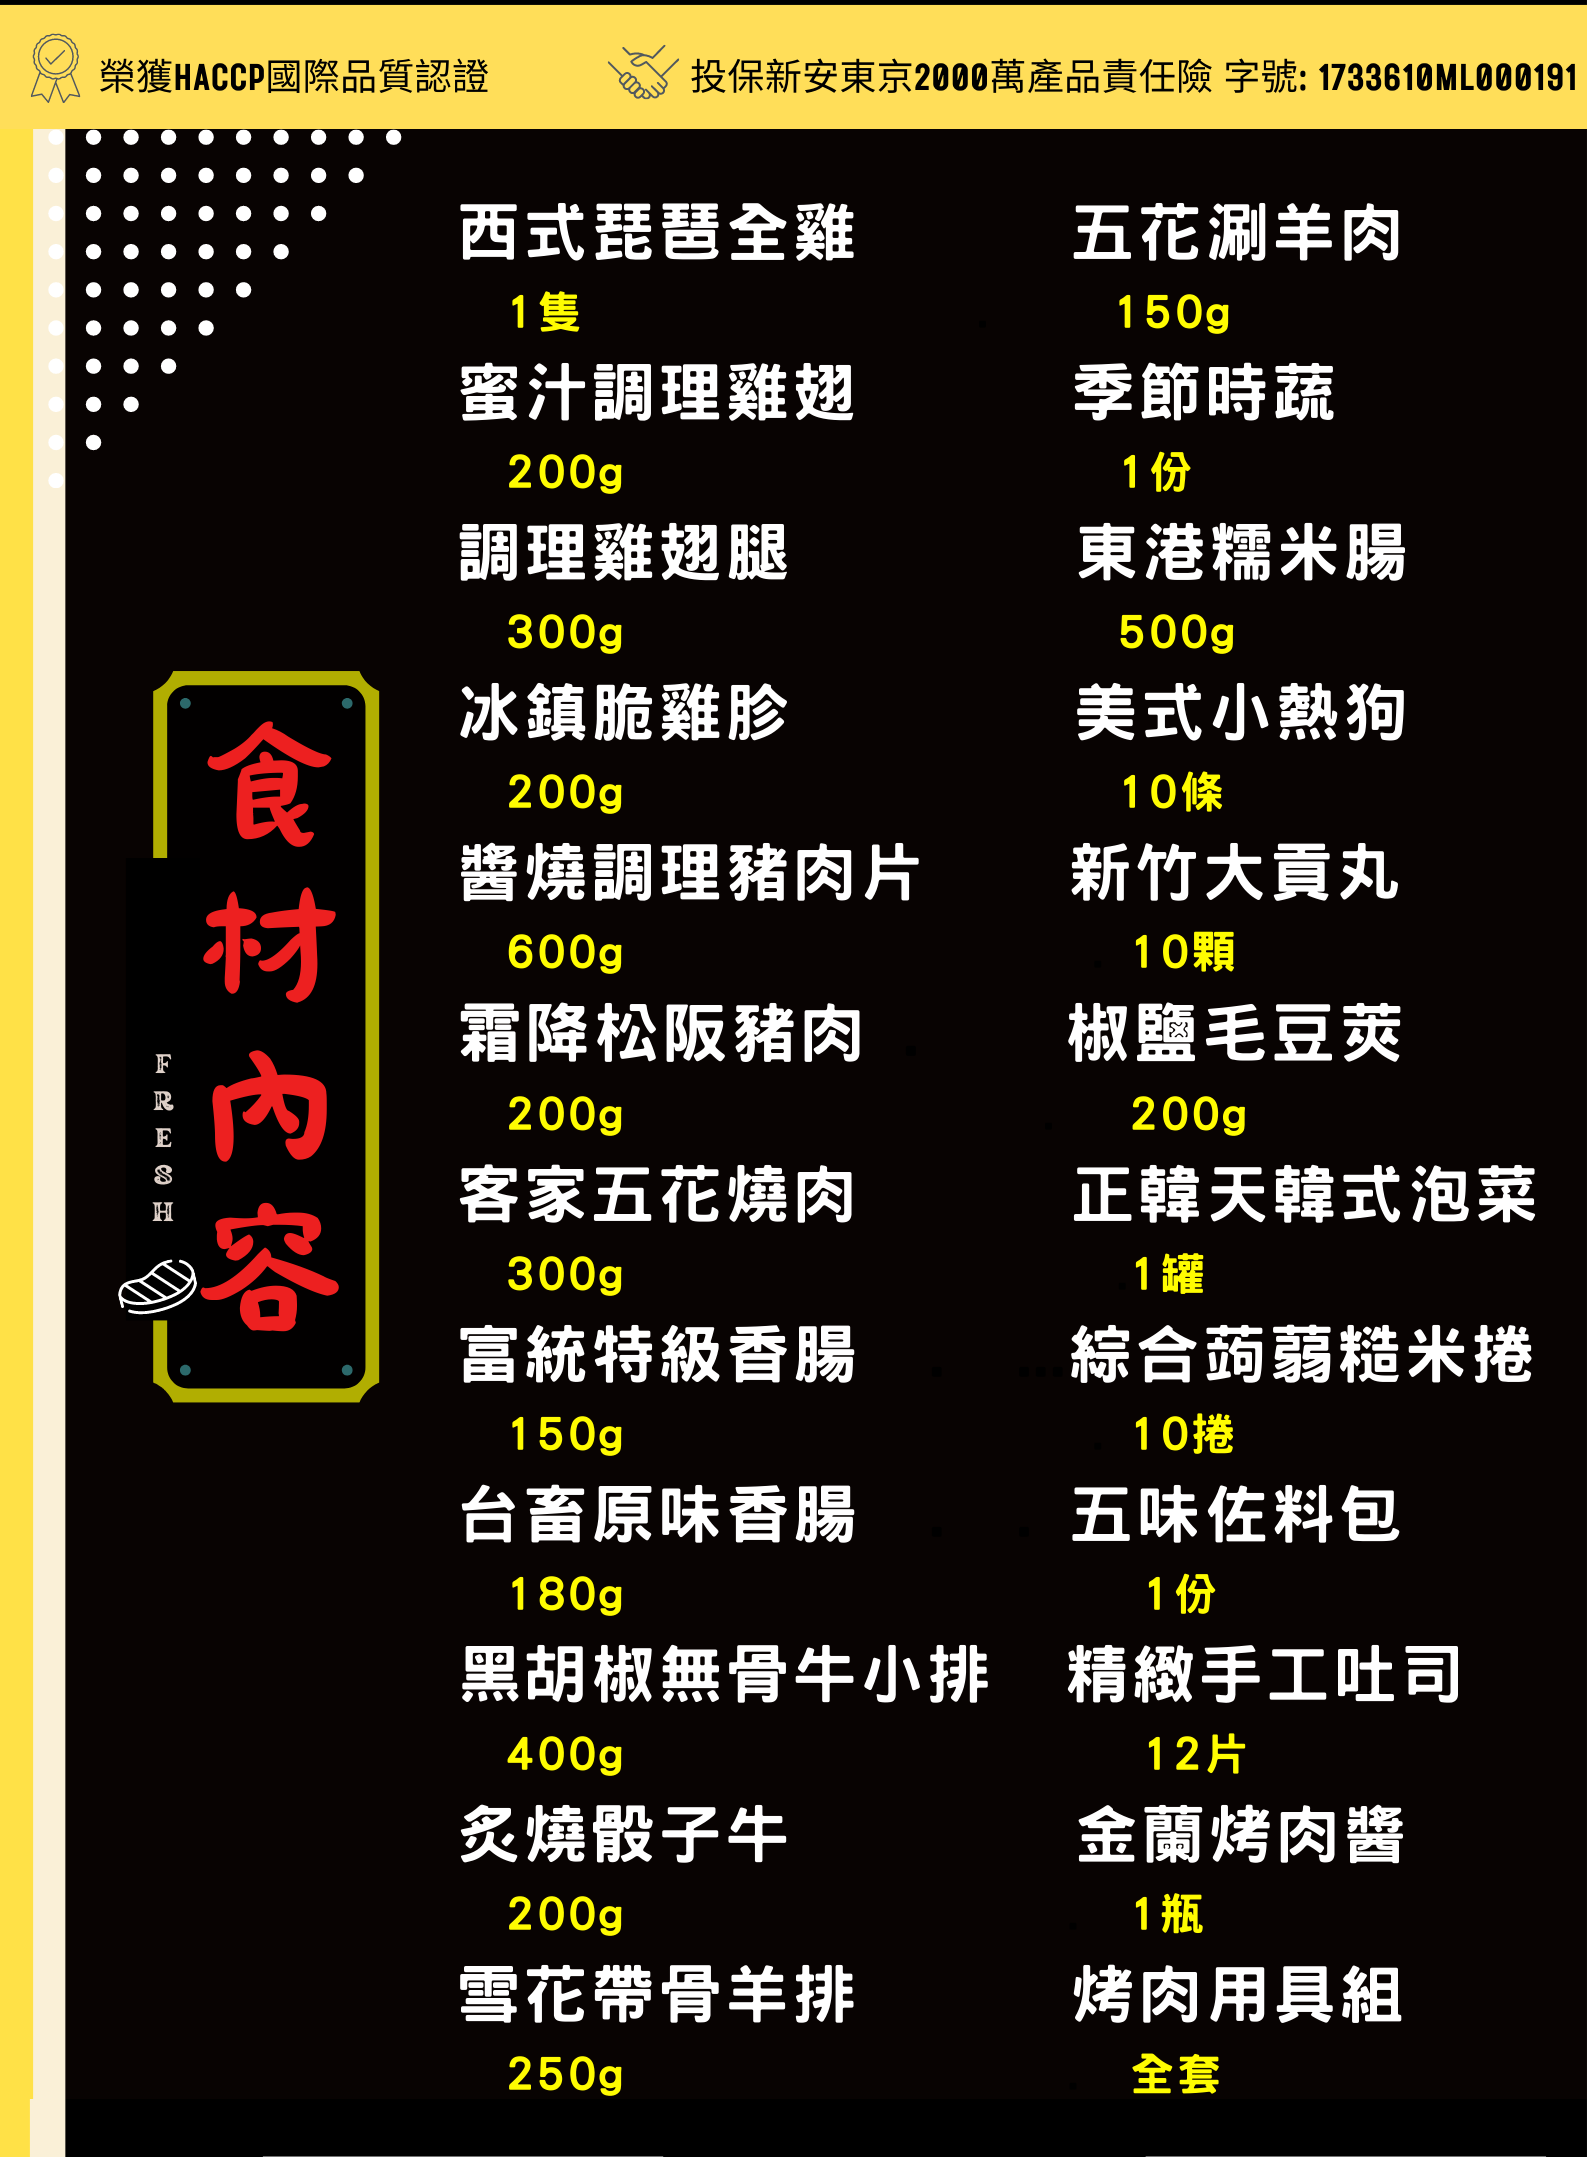 榮獲HACCP國際品質認證
投保新安東京2000萬產品責任險 字號: 1733610ML000191
食材內容
FRESH
西式琵琶全雞
1隻
蜜汁調理雞翅
200g
調理雞翅腿
300g
冰鎮脆雞胗
200g
醬燒調理豬肉片
600g
霜降松阪豬肉
200g
客家五花燒肉
300g
富統特級香腸
150g
台畜原味香腸
180g
黑胡椒無骨牛小排
400g
炙燒骰子牛
200g
雪花帶骨羊排
250g
五花涮羊肉
150g
季節時蔬
1份
東港糯米腸
500g
美式小熱狗
10條
新竹大貢丸
10顆
椒鹽毛豆莢
200g
正韓天韓式泡菜
1罐
綜合蒟蒻糙米捲
10捲
五味佐料包
1份
精緻手工吐司
12片
金蘭烤肉醬
1瓶
烤肉用具組
全套